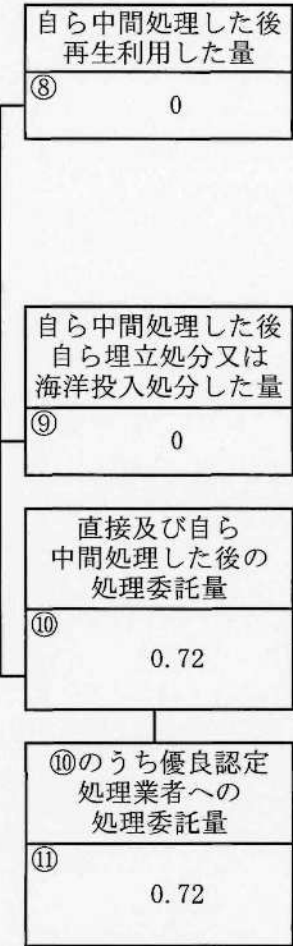 自ら中間処理した後
再生利用した量
⑧
0
自ら中間処理した後
自ら埋立処分又は
海洋投入処分した量
⑨
0
直接及び自ら
中間処理した後の
処理委託量
⑩
0.72
⑩のうち優良認定
処理業者への
処理委託量
⑪
0.72